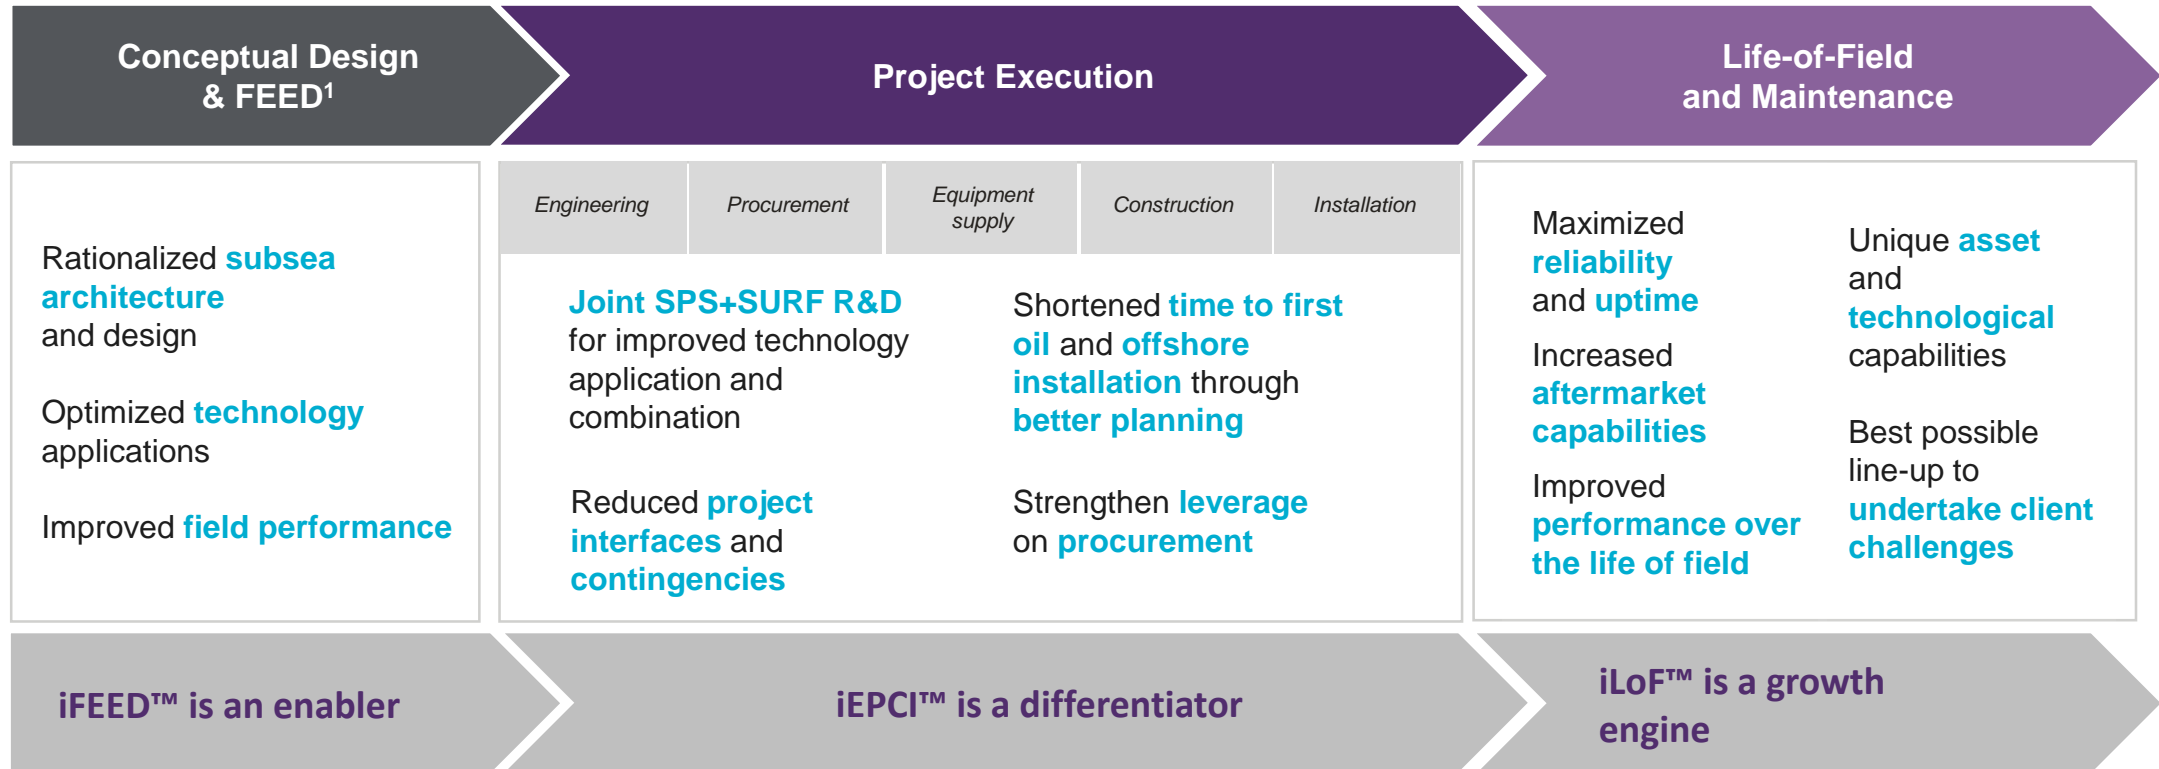 Conceptual Design
& FEED¹
Project Execution
Life-of-Field
and Maintenance
Rationalized subsea
architecture
and design
Optimized technology
applications
Improved field performance
Engineering
Procurement
Equipment
supply
Construction
Installation
Joint SPS+SURF R&D
for improved technology
application and
combination
Reduced project
interfaces and
contingencies
Shortened time to first
oil and offshore
installation through
better planning
Strengthen leverage
on procurement
Maximized
reliability
and uptime
Increased
aftermarket
capabilities
Improved
performance over
the life of field
Unique asset
and
technological
capabilities
Best possible
line-up to
undertake client
challenges
iFEED™ is an enabler
iEPCI™ is a differentiator
iLoF™ is a growth
engine